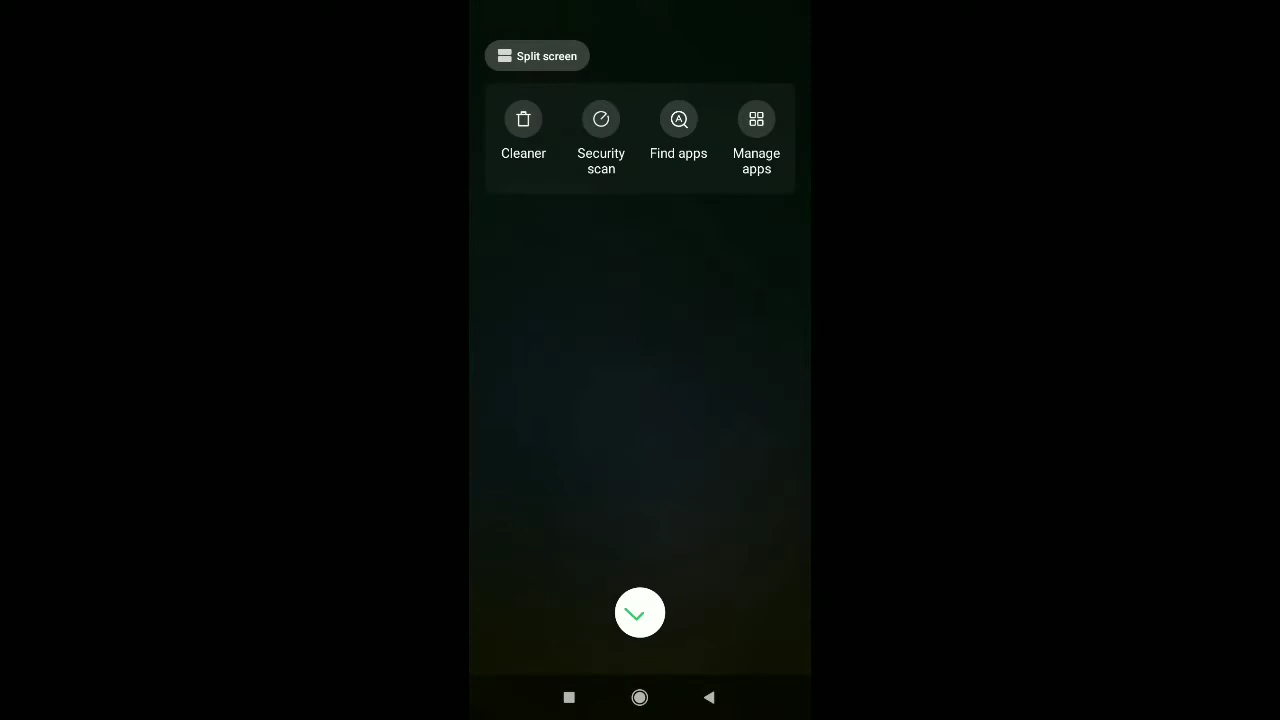 Split screen
Cleaner
Security scan
Find apps
Manage apps